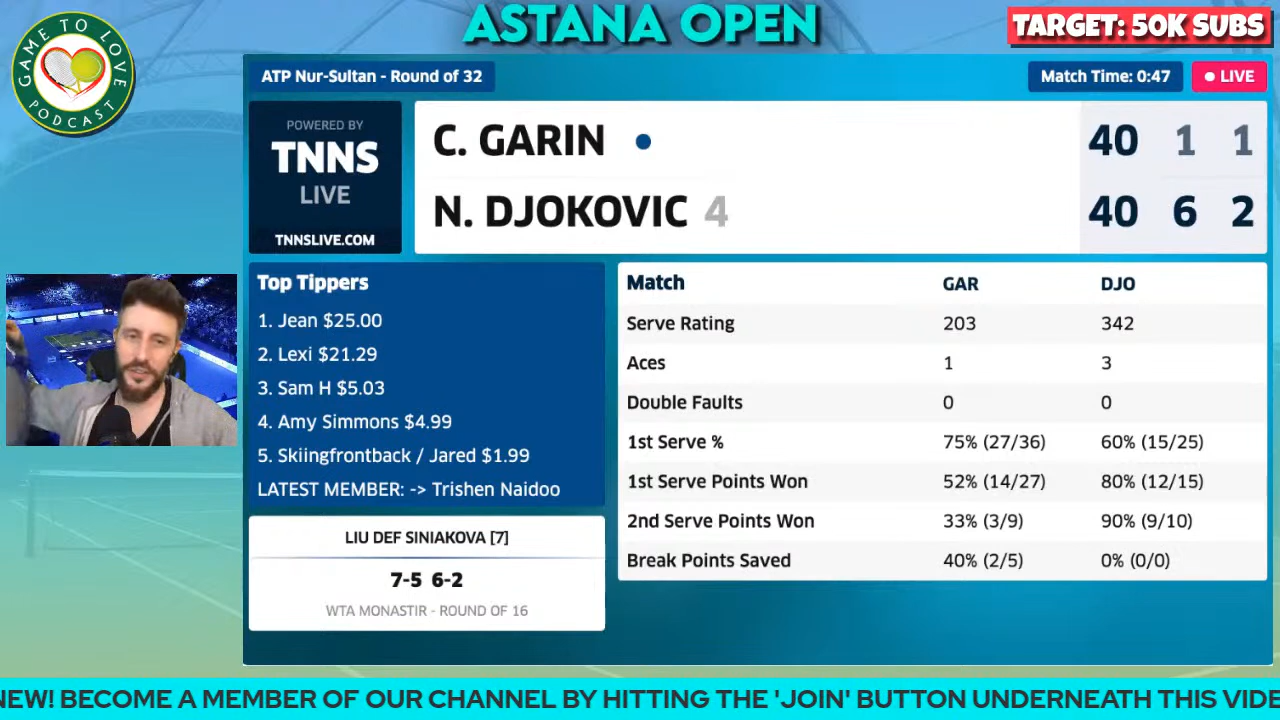 ASTANA OPEN
TARGET: 50K SUBS
GAME TO LOVE
PODCAST
ATP Nur-Sultan - Round of 32
Match Time: 0:47
LIVE
POWERED BY
TNNS
LIVE
TNNSLIVE.COM
C. GARIN 40 1 1
N. DJOKOVIC 4 40 6 2
Top Tippers
1. Jean $25.00
2. Lexi $21.29
3. Sam H $5.03
4. Amy Simmons $4.99
5. Skiingfrontback / Jared $1.99
LATEST MEMBER: -> Trishen Naidoo
LIU DEF SINIAKOVA [7]
7-5 6-2
WTA MONASTIR - ROUND OF 16
Match GAR DJO
Serve Rating 203 342
Aces 1 3
Double Faults 0 0
1st Serve % 75% (27/36) 60% (15/25)
1st Serve Points Won 52% (14/27) 80% (12/15)
2nd Serve Points Won 33% (3/9) 90% (9/10)
Break Points Saved 40% (2/5) 0% (0/0)
NEW! BECOME A MEMBER OF OUR CHANNEL BY HITTING THE 'JOIN' BUTTON UNDERNEATH THIS VIDE